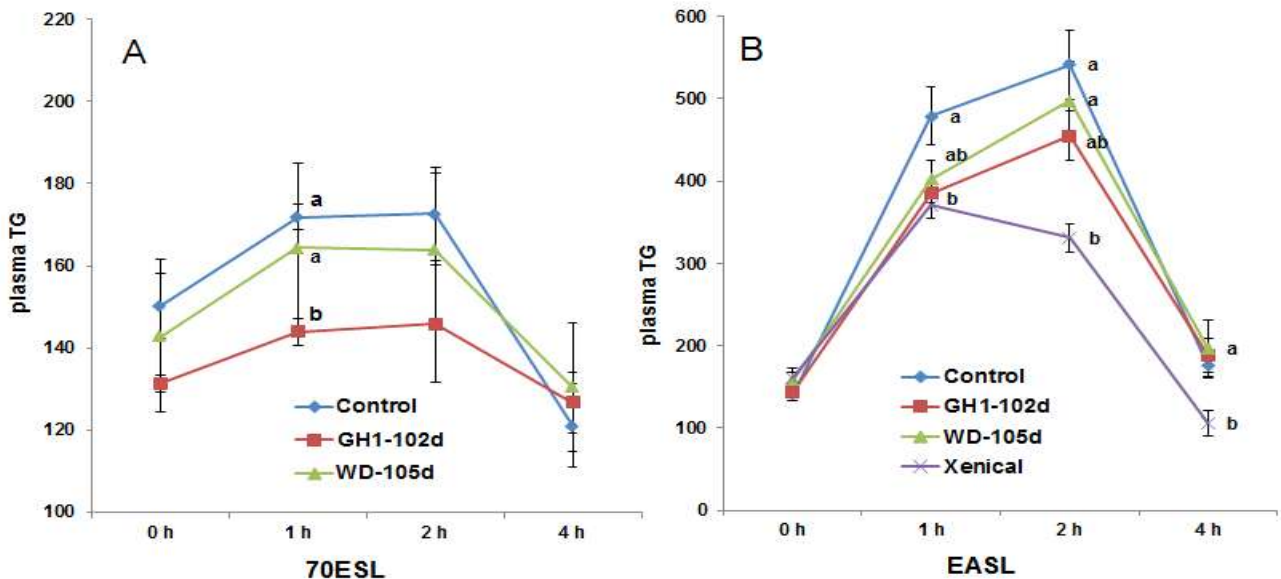 A
plasma TG
220
200
180
160
140
120
100
a
a
b
Control
GH1-102d
WD-105d
0 h 1 h 2 h 4 h
70ESL
B
plasma TG
600
500
400
300
200
100
0
a
a
a
ab
ab
b
b
a
b
Control
GH1-102d
WD-105d
Xenical
0 h 1 h 2 h 4 h
EASL